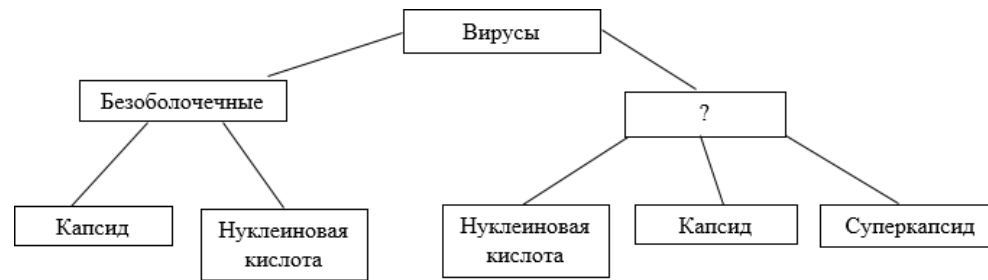 Вирусы
Безоболочечные
?
Капсид
Нуклеиновая
кислота
Нуклеиновая
кислота
Капсид
Суперкапсид